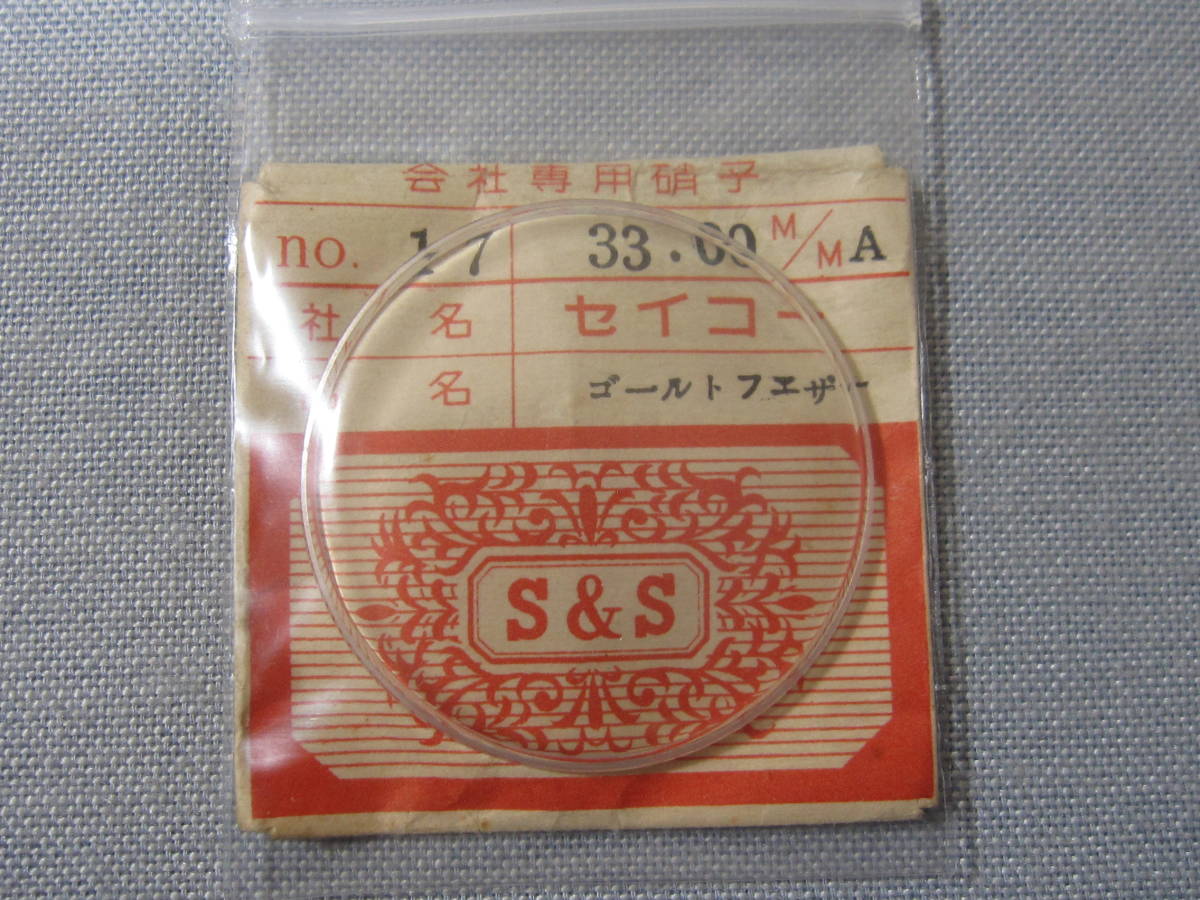 会社専用硝子
no. 17 33.00 M/M A
社名 セイコー
名 ゴールトフエザー
S&S